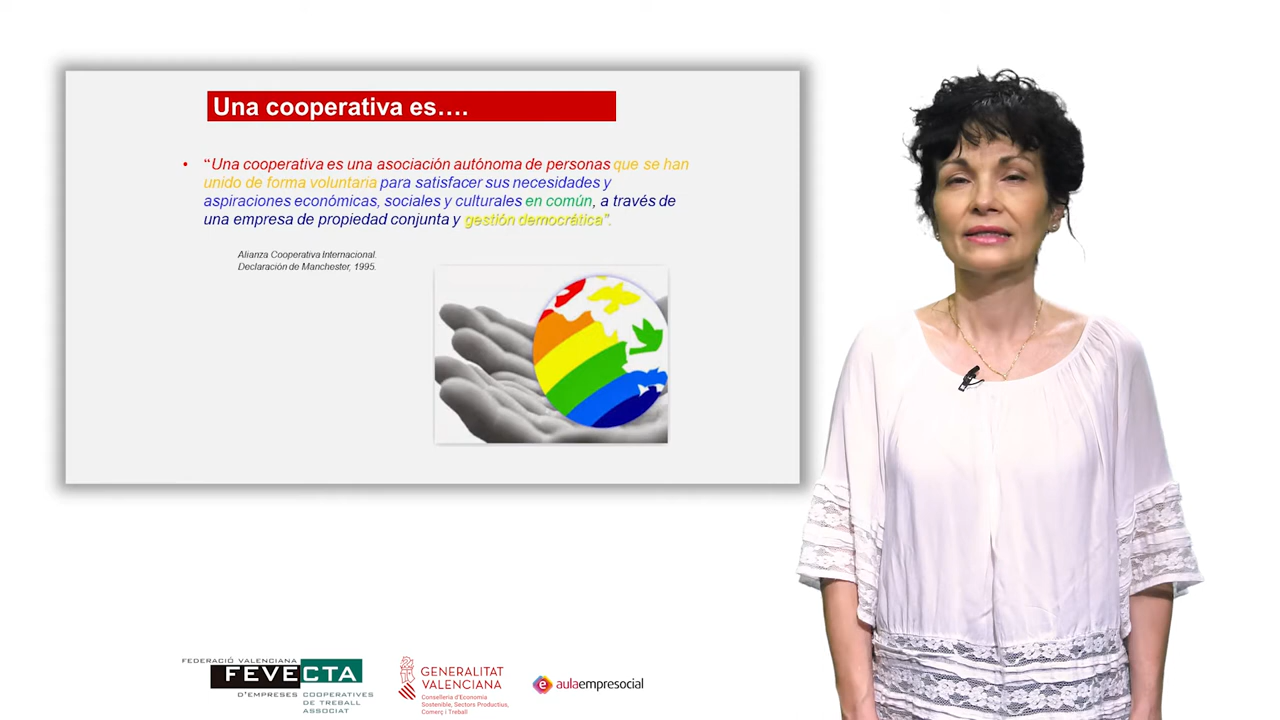 Una cooperativa es....
• “Una cooperativa es una asociación autónoma de personas que se han
unido de forma voluntaria para satisfacer sus necesidades y
aspiraciones económicas, sociales y culturales en común, a través de
una empresa de propiedad conjunta y gestión democrática”.
Alianza Cooperativa Internacional.
Declaración de Manchester, 1995.
FEDERACIÓ VALENCIANA
FEVECTA
D'EMPRESES COOPERATIVES
DE TREBALL
ASSOCIAT
GENERALITAT
VALENCIANA
Conselleria d'Economia
Sostenible, Sectors Productius,
Comerç i Treball
e aulaempresocial